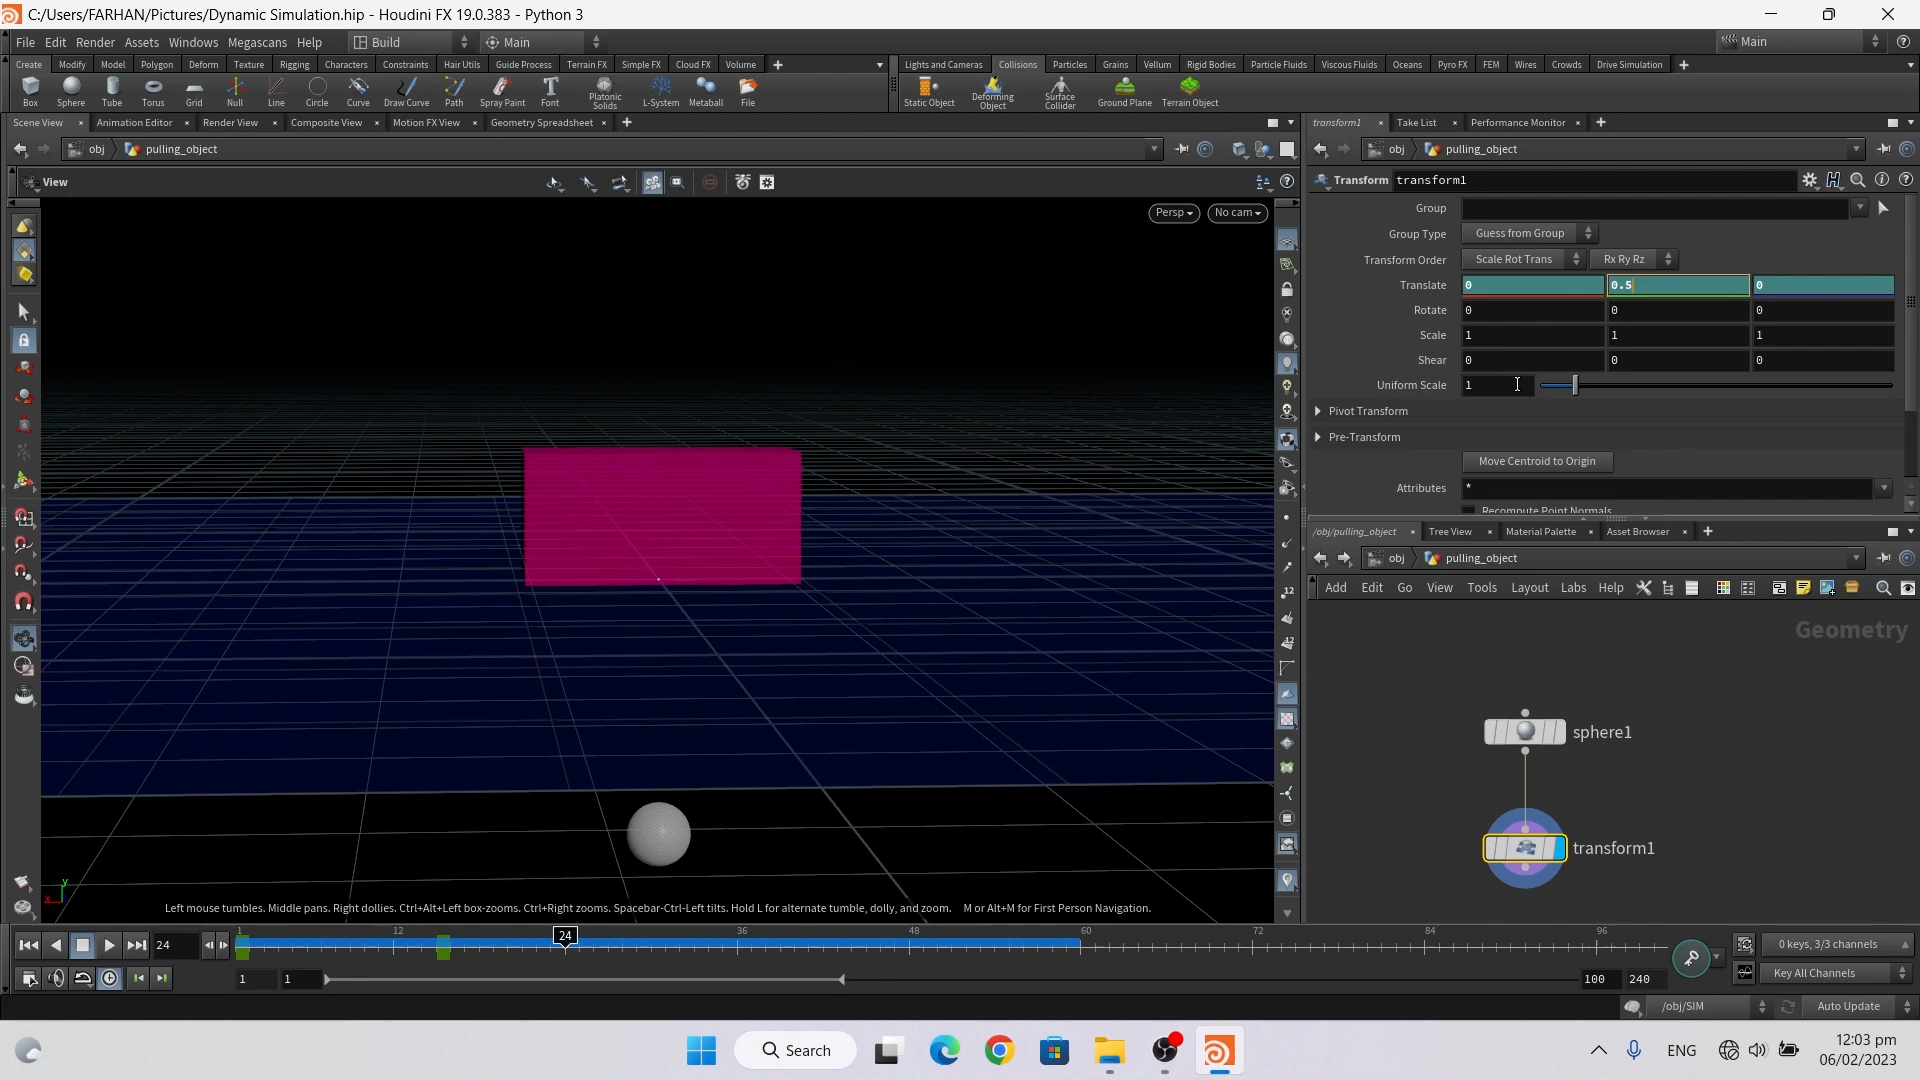 C:/Users/FARHAN/Pictures/Dynamic Simulation.hip - Houdini FX 19.0.383 - Python 3
File Edit Render Assets Windows Megascans Help Build Main Main
Create Modify Model Polygon Deform Texture Rigging Characters Constraints Hair Utils Guide Process Terrain FX Simple FX Cloud FX Volume
Lights and Cameras Collisions Particles Grains Vellum Rigid Bodies Particle Fluids Viscous Fluids Oceans Pyro FX FEM Wires Crowds Drive Simulation
Box Sphere Tube Torus Grid Null Line Circle Curve Draw Curve Path Spray Paint Font Platonic Solids L-System Metaball File
Static Object Deforming Object Surface Collider Ground Plane Terrain Object
Scene View Animation Editor Render View Composite View Motion FX View Geometry Spreadsheet
transform1 Take List Performance Monitor
obj pulling_object
obj pulling_object
View
Transform transform1
Persp No cam
Group
Group Type Guess from Group
Transform Order Scale Rot Trans Rx Ry Rz
Translate 0 0.5 0
Rotate 0 0 0
Scale 1 1 1
Shear 0 0 0
Uniform Scale 1
Pivot Transform
Pre-Transform
Move Centroid to Origin
Attributes *
Recompute Point Normals
/obj/pulling_object Tree View Material Palette Asset Browser
obj pulling_object
Add Edit Go View Tools Layout Labs Help
Geometry
sphere1
transform1
Left mouse tumbles. Middle pans. Right dollies. Ctrl+Alt+Left box-zooms. Ctrl+Right zooms. Spacebar-Ctrl-Left tilts. Hold L for alternate tumble, dolly, and zoom. M or Alt+M for First Person Navigation.
24 1 12 24 36 48 60 72 84 96
0 keys, 3/3 channels
1 1 100 240 Key All Channels
/obj/SIM Auto Update
Search ENG 12:03 pm
06/02/2023